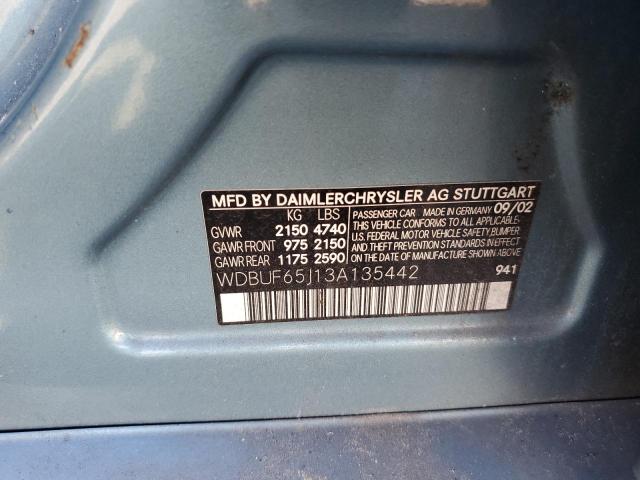 MFD BY DAIMLERCHRYSLER AG STUTTGART
KG LBS
GVWR 2150 4740
GAWR FRONT 975 2150
GAWR REAR 1175 2590
PASSENGER CAR MADE IN GERMANY 09/02
THIS VEHICLE CONFORMS TO ALL APPLICABLE
U.S. FEDERAL MOTOR VEHICLE SAFETY,BUMPER,
AND THEFT PREVENTION STANDARDS IN EFFECT
ON THE DATE OF MANUFACTURE SHOWN ABOVE
WDBUF65J13A135442
941